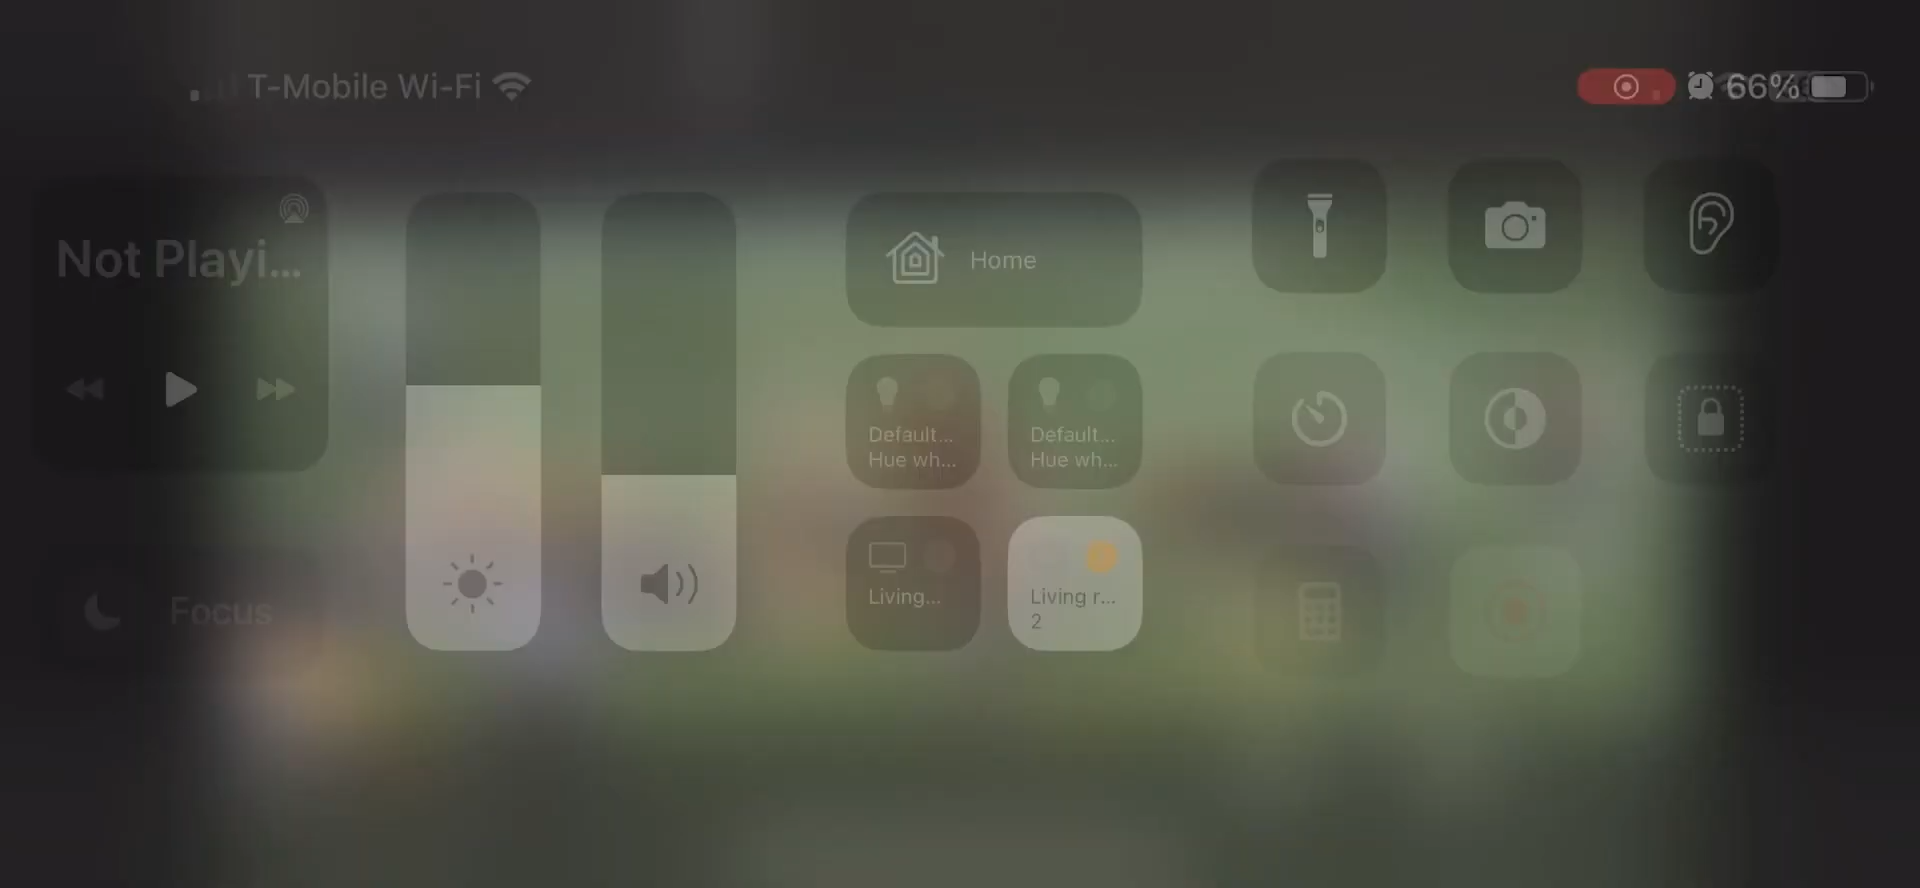 T-Mobile Wi-Fi
66%
Not Playi...
Home
Default...
Hue wh...
Default...
Hue wh...
Living...
Living r...
2
Focus